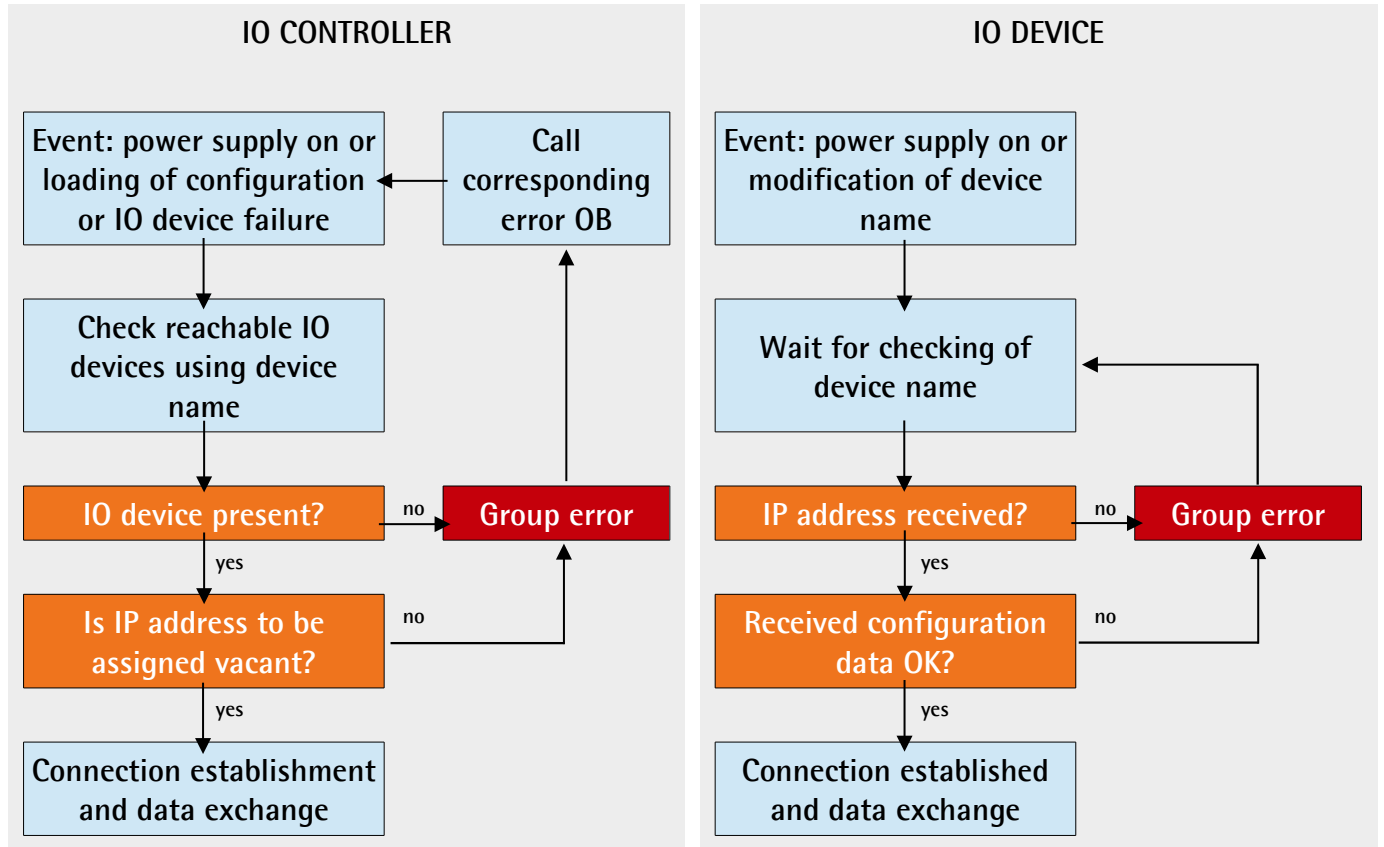 IO CONTROLLER
Event: power supply on or
loading of configuration
or IO device failure
Call
corresponding
error OB
Check reachable IO
devices using device
name
IO device present?
no
Group error
yes
Is IP address to be
assigned vacant?
no
yes
Connection establishment
and data exchange
IO DEVICE
Event: power supply on or
modification of device
name
Wait for checking of
device name
IP address received?
no
Group error
yes
Received configuration
data OK?
no
yes
Connection established
and data exchange